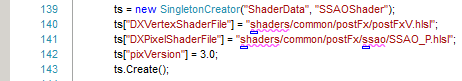 139 ts = new SingletonCreator("ShaderData", "SSAOShader");
140 ts["DXVertexShaderFile"] = "shaders/common/postFx/postFxV.hlsl";
141 ts["DXPixelShaderFile"] = "shaders/common/postFx/ssao/SSAO_P.hlsl";
142 ts["pixVersion"] = 3.0;
143 ts.Create();